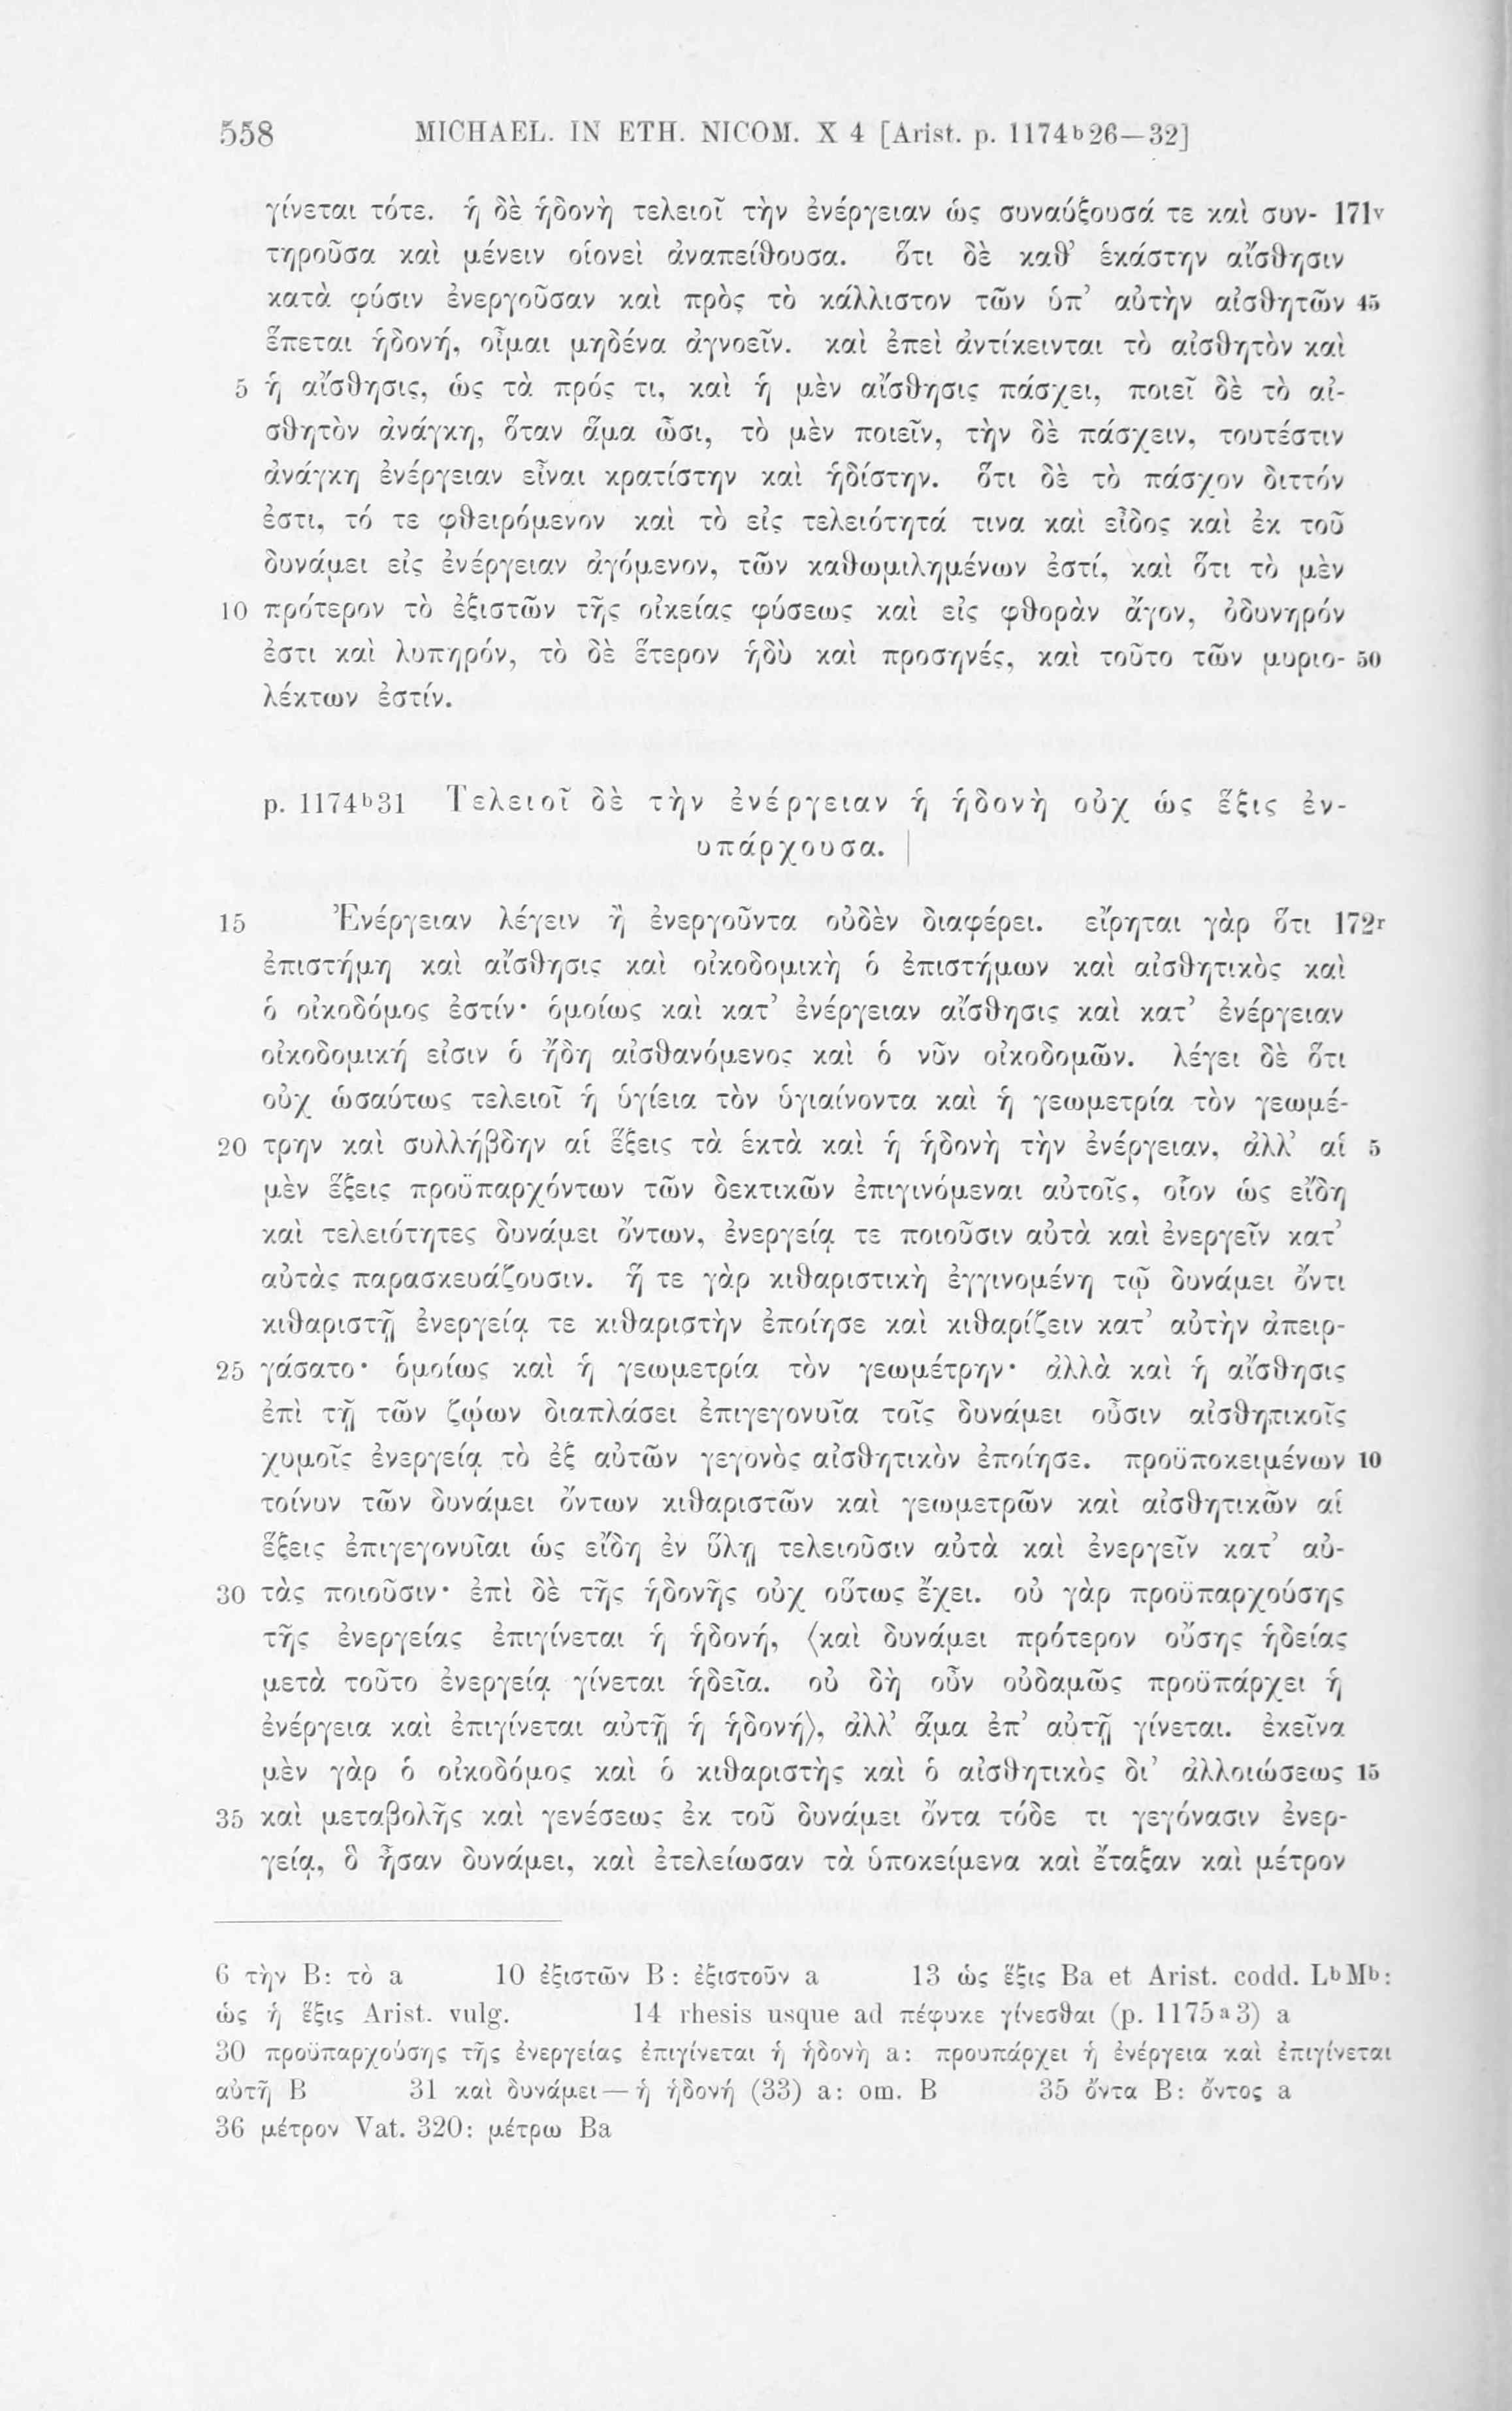 558 MICHAEL. IN ETH. NICOM. X 4 [Arist. p. 1174ᵇ26—32]
γίνεται τότε. ἡ δὲ ἡδονὴ τελειοῖ τὴν ἐνέργειαν ὡς συναύξουσά τε καὶ συν- 171ᵛ
τηροῦσα καὶ μένειν οἱονεὶ ἀναπείθουσα. ὅτι δὲ καθ’ ἑκάστην αἴσθησιν
κατὰ φύσιν ἐνεργοῦσαν καὶ πρὸς τὸ κάλλιστον τῶν ὑπ’ αὐτὴν αἰσθητῶν 45
ἕπεται ἡδονή, οἶμαι μηδένα ἀγνοεῖν. καὶ ἐπεὶ ἀντίκεινται τὸ αἰσθητὸν καὶ
5 ἡ αἴσθησις, ὡς τὰ πρός τι, καὶ ἡ μὲν αἴσθησις πάσχει, ποιεῖ δὲ τὸ αἰ-
σθητὸν ἀνάγκη, ὅταν ἅμα ὦσι, τὸ μὲν ποιεῖν, τὴν δὲ πάσχειν, τουτέστιν
ἀνάγκη ἐνέργειαν εἶναι κρατίστην καὶ ἡδίστην. ὅτι δὲ τὸ πάσχον διττόν
ἐστι, τό τε φθειρόμενον καὶ τὸ εἰς τελειότητά τινα καὶ εἶδος καὶ ἐκ τοῦ
δυνάμει εἰς ἐνέργειαν ἀγόμενον, τῶν καθωμιλημένων ἐστί, καὶ ὅτι τὸ μὲν
10 πρότερον τὸ ἐξιστῶν τῆς οἰκείας φύσεως καὶ εἰς φθορὰν ἄγον, ὀδυνηρόν
ἐστι καὶ λυπηρόν, τὸ δὲ ἕτερον ἡδὺ καὶ προσηνές, καὶ τοῦτο τῶν μυριο- 50
λέκτων ἐστίν.
p. 1174ᵇ31 Τελειοῖ δὲ τὴν ἐνέργειαν ἡ ἡδονὴ οὐχ ὡς ἕξις ἐν-
υπάρχουσα. |
15 Ἐνέργειαν λέγειν ἢ ἐνεργοῦντα οὐδὲν διαφέρει. εἴρηται γὰρ ὅτι 172ʳ
ἐπιστήμη καὶ αἴσθησις καὶ οἰκοδομικὴ ὁ ἐπιστήμων καὶ αἰσθητικὸς καὶ
ὁ οἰκοδόμος ἐστίν· ὁμοίως καὶ κατ’ ἐνέργειαν αἴσθησις καὶ κατ’ ἐνέργειαν
οἰκοδομική εἰσιν ὁ ἤδη αἰσθανόμενος καὶ ὁ νῦν οἰκοδομῶν. λέγει δὲ ὅτι
οὐχ ὡσαύτως τελειοῖ ἡ ὑγίεια τὸν ὑγιαίνοντα καὶ ἡ γεωμετρία τὸν γεωμέ-
20 τρην καὶ συλλήβδην αἱ ἕξεις τὰ ἑκτὰ καὶ ἡ ἡδονὴ τὴν ἐνέργειαν, ἀλλ’ αἱ 5
μὲν ἕξεις προϋπαρχόντων τῶν δεκτικῶν ἐπιγινόμεναι αὐτοῖς, οἷον ὡς εἴδη
καὶ τελειότητες δυνάμει ὄντων, ἐνεργείᾳ τε ποιοῦσιν αὐτὰ καὶ ἐνεργεῖν κατ’
αὐτὰς παρασκευάζουσιν. ἥ τε γὰρ κιθαριστικὴ ἐγγινομένη τῷ δυνάμει ὄντι
κιθαριστῇ ἐνεργείᾳ τε κιθαριστὴν ἐποίησε καὶ κιθαρίζειν κατ’ αὐτὴν ἀπειρ-
25 γάσατο· ὁμοίως καὶ ἡ γεωμετρία τὸν γεωμέτρην· ἀλλὰ καὶ ἡ αἴσθησις
ἐπὶ τῇ τῶν ζῴων διαπλάσει ἐπιγεγονυῖα τοῖς δυνάμει οὖσιν αἰσθητικοῖς
χυμοῖς ἐνεργείᾳ τὸ ἐξ αὐτῶν γεγονὸς αἰσθητικὸν ἐποίησε. προϋποκειμένων 10
τοίνυν τῶν δυνάμει ὄντων κιθαριστῶν καὶ γεωμετρῶν καὶ αἰσθητικῶν αἱ
ἕξεις ἐπιγεγονυῖαι ὡς εἴδη ἐν ὕλῃ τελειοῦσιν αὐτὰ καὶ ἐνεργεῖν κατ’ αὐ-
30 τὰς ποιοῦσιν· ἐπὶ δὲ τῆς ἡδονῆς οὐχ οὕτως ἔχει. οὐ γὰρ προϋπαρχούσης
τῆς ἐνεργείας ἐπιγίνεται ἡ ἡδονή, ⟨καὶ δυνάμει πρότερον οὔσης ἡδείας
μετὰ τοῦτο ἐνεργείᾳ γίνεται ἡδεῖα. οὐ δὴ οὖν οὐδαμῶς προϋπάρχει ἡ
ἐνέργεια καὶ ἐπιγίνεται αὐτῇ ἡ ἡδονή⟩, ἀλλ’ ἅμα ἐπ’ αὐτῇ γίνεται. ἐκεῖνα
μὲν γὰρ ὁ οἰκοδόμος καὶ ὁ κιθαριστὴς καὶ ὁ αἰσθητικὸς δι’ ἀλλοιώσεως 15
35 καὶ μεταβολῆς καὶ γενέσεως ἐκ τοῦ δυνάμει ὄντα τόδε τι γεγόνασιν ἐνερ-
γείᾳ, ὃ ἦσαν δυνάμει, καὶ ἐτελείωσαν τὰ ὑποκείμενα καὶ ἔταξαν καὶ μέτρον
6 τὴν B: τὸ a 10 ἐξιστῶν B: ἐξιστοῦν a 13 ὡς ἕξις Ba et Arist. codd. LᵇMᵇ:
ὡς ἡ ἕξις Arist. vulg. 14 rhesis usque ad πέφυκε γίνεσθαι (p. 1175ᵃ3) a
30 προϋπαρχούσης τῆς ἐνεργείας ἐπιγίνεται ἡ ἡδονὴ a: προυπάρχει ἡ ἐνέργεια καὶ ἐπιγίνεται
αὐτῇ B 31 καὶ δυνάμει—ἡ ἡδονή (33) a: om. B 35 ὄντα B: ὄντος a
36 μέτρον Vat. 320: μέτρω Ba